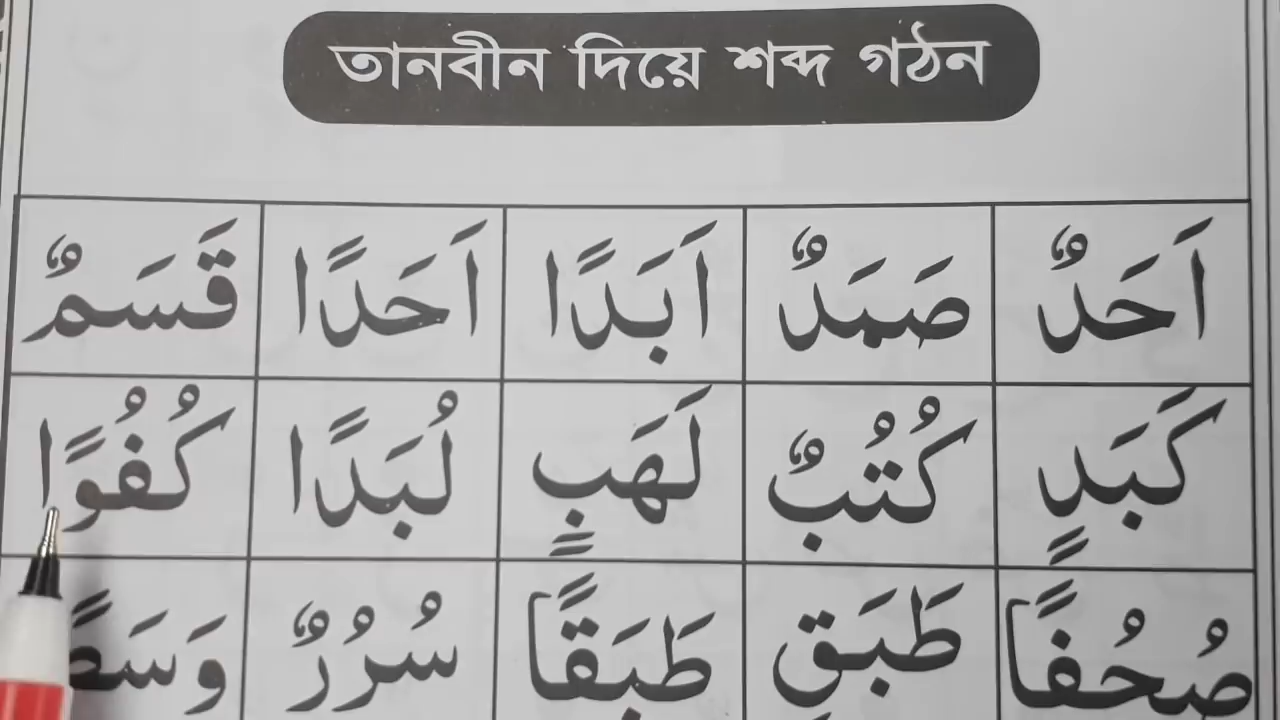 তানবীন দিয়ে শব্দ গঠন
اَحَدٌ صَمَدٌ اَبَدًا اَحَدًا قَسَمٌ
كَبَدٍ كُتُبٌ لَهَبٍ لُبَدًا كُفُوًا
صُحُفًا طَبَقٍ طَبَقًا سُرُرٌ